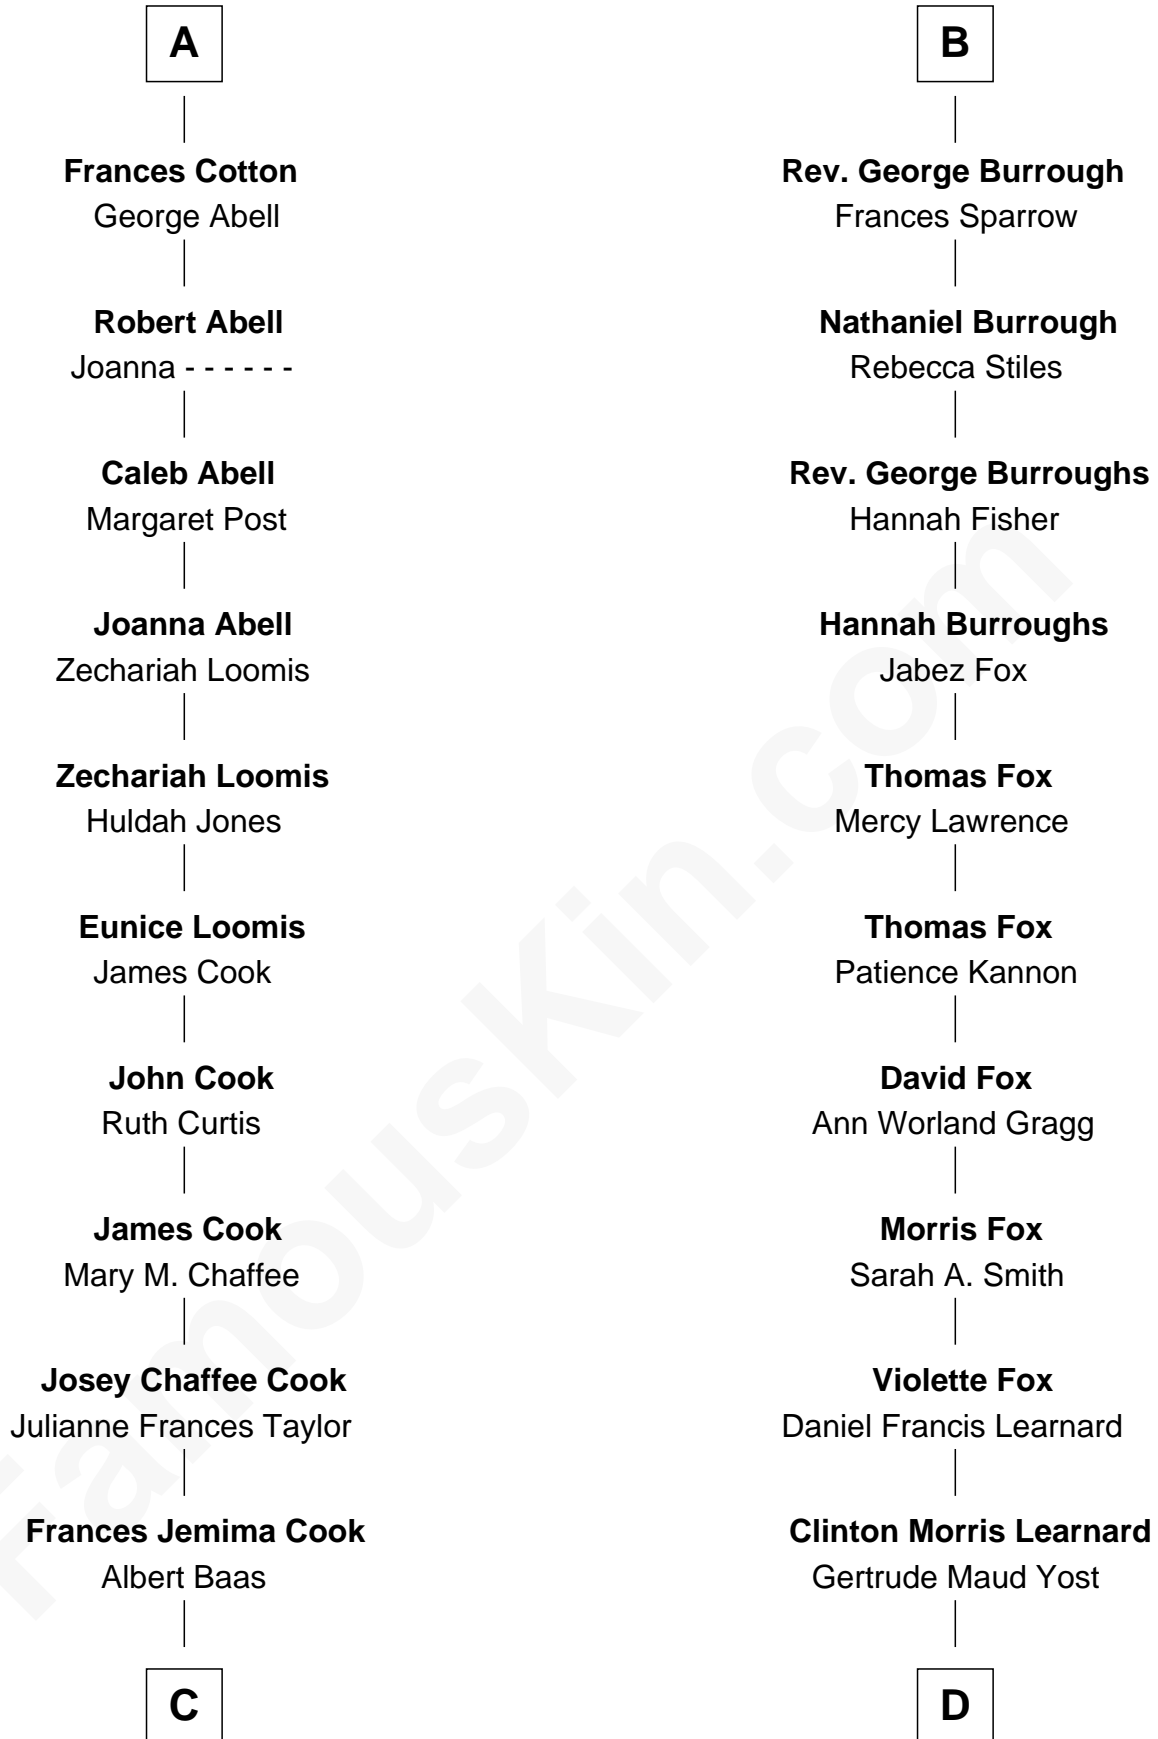 A
Frances Cotton
George Abell
Robert Abell
Joanna - - - - - -
Caleb Abell
Margaret Post
Joanna Abell
Zechariah Loomis
Zechariah Loomis
Huldah Jones
Eunice Loomis
James Cook
John Cook
Ruth Curtis
James Cook
Mary M. Chaffee
Josey Chaffee Cook
Julianne Frances Taylor
Frances Jemima Cook
Albert Baas
C
B
Rev. George Burrough
Frances Sparrow
Nathaniel Burrough
Rebecca Stiles
Rev. George Burroughs
Hannah Fisher
Hannah Burroughs
Jabez Fox
Thomas Fox
Mercy Lawrence
Thomas Fox
Patience Kannon
David Fox
Ann Worland Gragg
Morris Fox
Sarah A. Smith
Violette Fox
Daniel Francis Learnard
Clinton Morris Learnard
Gertrude Maud Yost
D
FamousKin.com